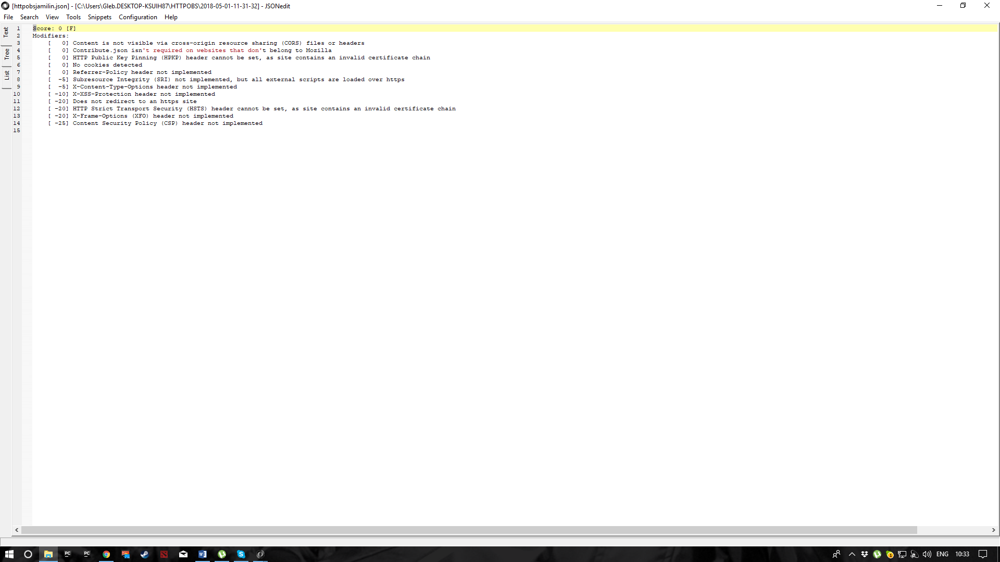 [httpobsjamilin.json] - [C:\Users\Gleb.DESKTOP-KSUIH87\HTTPOBS\2018-05-01-11-31-32] - JSONedit
File Search View Tools Snippets Configuration Help
Text
Tree
List
1 Score: 0 [F]
2 Modifiers:
3 [   0] Content is not visible via cross-origin resource sharing (CORS) files or headers
4 [   0] Contribute.json isn't required on websites that don't belong to Mozilla
5 [   0] HTTP Public Key Pinning (HPKP) header cannot be set, as site contains an invalid certificate chain
6 [   0] No cookies detected
7 [   0] Referrer-Policy header not implemented
8 [  -5] Subresource Integrity (SRI) not implemented, but all external scripts are loaded over https
9 [  -5] X-Content-Type-Options header not implemented
10 [ -10] X-XSS-Protection header not implemented
11 [ -20] Does not redirect to an https site
12 [ -20] HTTP Strict Transport Security (HSTS) header cannot be set, as site contains an invalid certificate chain
13 [ -20] X-Frame-Options (XFO) header not implemented
14 [ -25] Content Security Policy (CSP) header not implemented
15
PC PC ENG 10:33